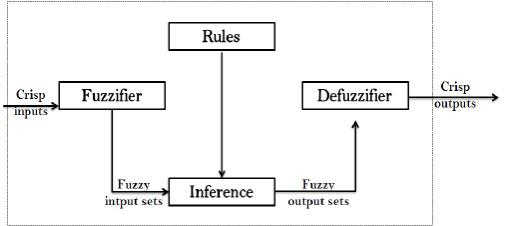 Rules
Crisp
inputs
Fuzzifier
Defuzzifier
Crisp
outputs
Fuzzy
intput sets
Inference
Fuzzy
output sets